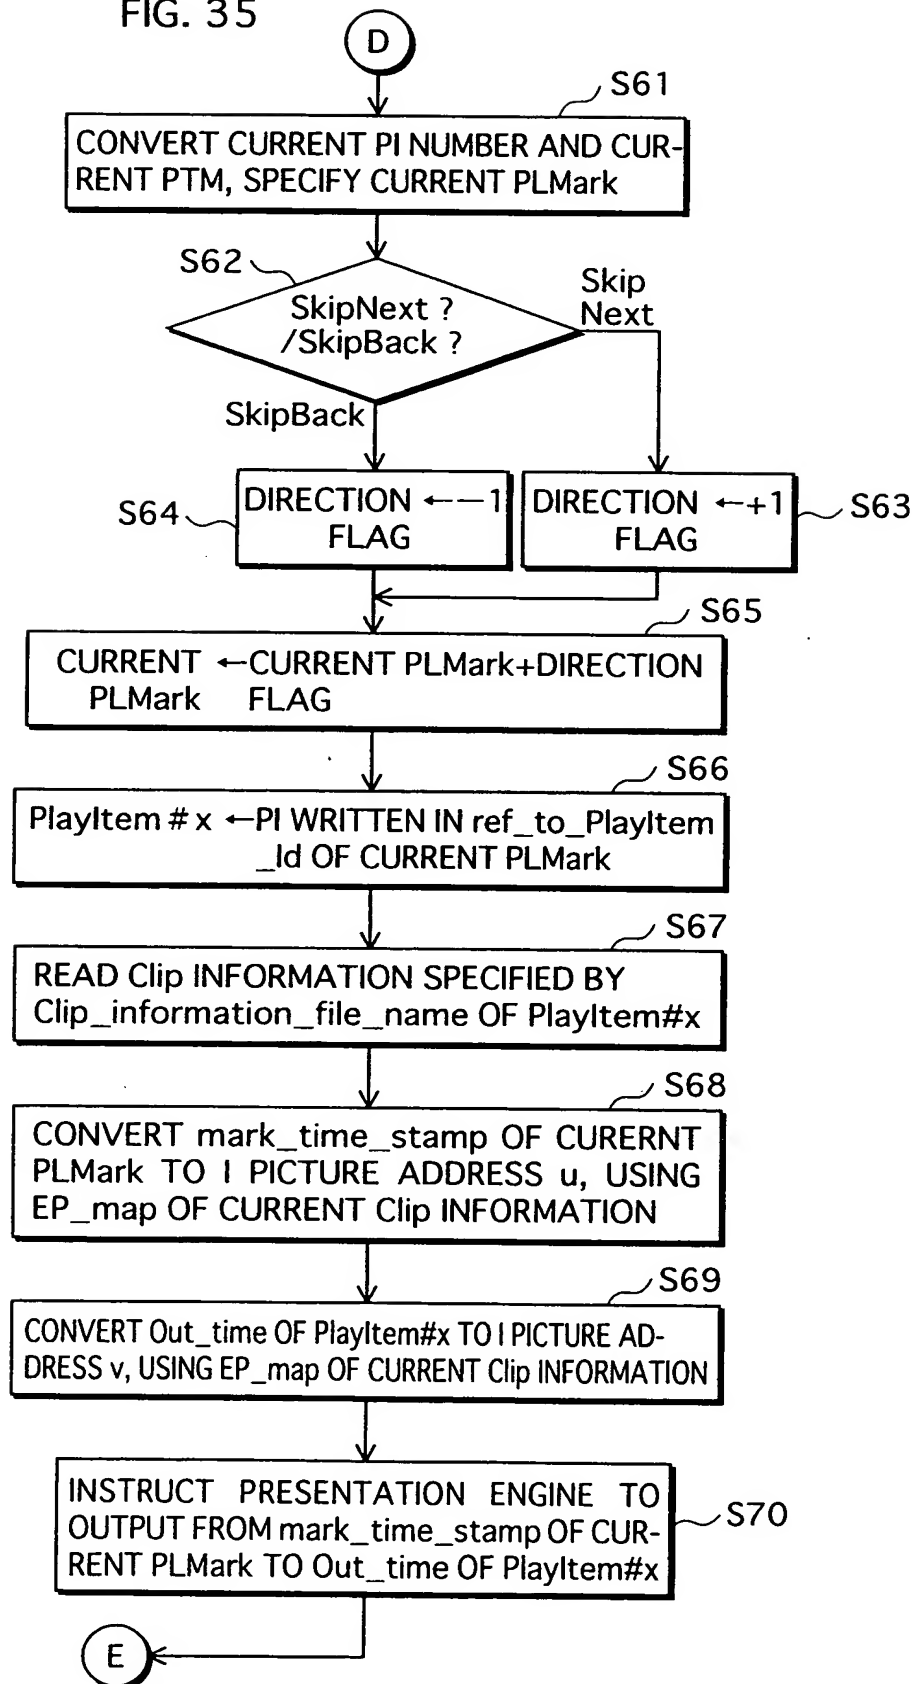 FIG. 35
D
S61
CONVERT CURRENT PI NUMBER AND CUR-
RENT PTM, SPECIFY CURRENT PLMark
S62
SkipNext ?
/SkipBack ?
Skip
Next
SkipBack
S64
DIRECTION ←−1
FLAG
DIRECTION ←+1
FLAG
S63
S65
CURRENT ←CURRENT PLMark+DIRECTION
PLMark FLAG
S66
PlayItem # x ←PI WRITTEN IN ref_to_PlayItem
_Id OF CURRENT PLMark
S67
READ Clip INFORMATION SPECIFIED BY
Clip_information_file_name OF PlayItem#x
S68
CONVERT mark_time_stamp OF CURERNT
PLMark TO I PICTURE ADDRESS u, USING
EP_map OF CURRENT Clip INFORMATION
S69
CONVERT Out_time OF PlayItem#x TO I PICTURE AD-
DRESS v, USING EP_map OF CURRENT Clip INFORMATION
INSTRUCT PRESENTATION ENGINE TO
OUTPUT FROM mark_time_stamp OF CUR-
RENT PLMark TO Out_time OF PlayItem#x
S70
E